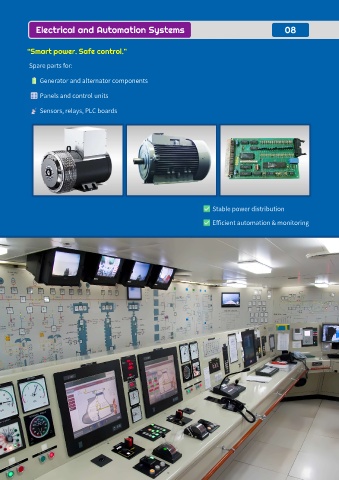 Electrical and Automation Systems
08
"Smart power. Safe control."
Spare parts for:
Generator and alternator components
Panels and control units
Sensors, relays, PLC boards
Stable power distribution
Efficient automation & monitoring